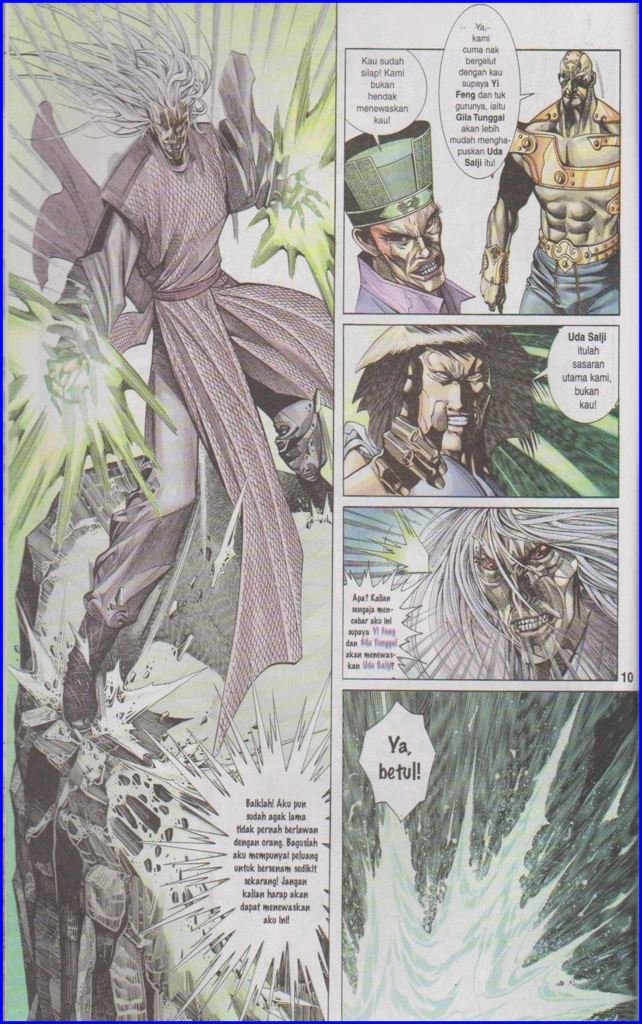 Baiklah! Aku pun
sudah agak lama
tidak pernah berlawan
dengan orang. Baguslah
aku mempunyai peluang
untuk bersenam sedikit
sekarang! Jangan
kalian harap akan
dapat menewaskan
aku ini!
Kau sudah
silap! Kami
bukan
hendak
menewaskan
kau!
Ya,
kami
cuma nak
bergelut
dengan kau
supaya Yi
Feng dan tuk
gurunya, iaitu
Gila Tunggal
akan lebih
mudah mengha-
puskan Uda
Salji itu!
Uda Salji
itulah
sasaran
utama kami,
bukan
kau!
Apa? Kalian
sengaja men-
cabar aku ini
supaya Yi Feng
dan Gila Tunggal
akan menewas-
kan Uda Salji?
10
Ya,
betul!